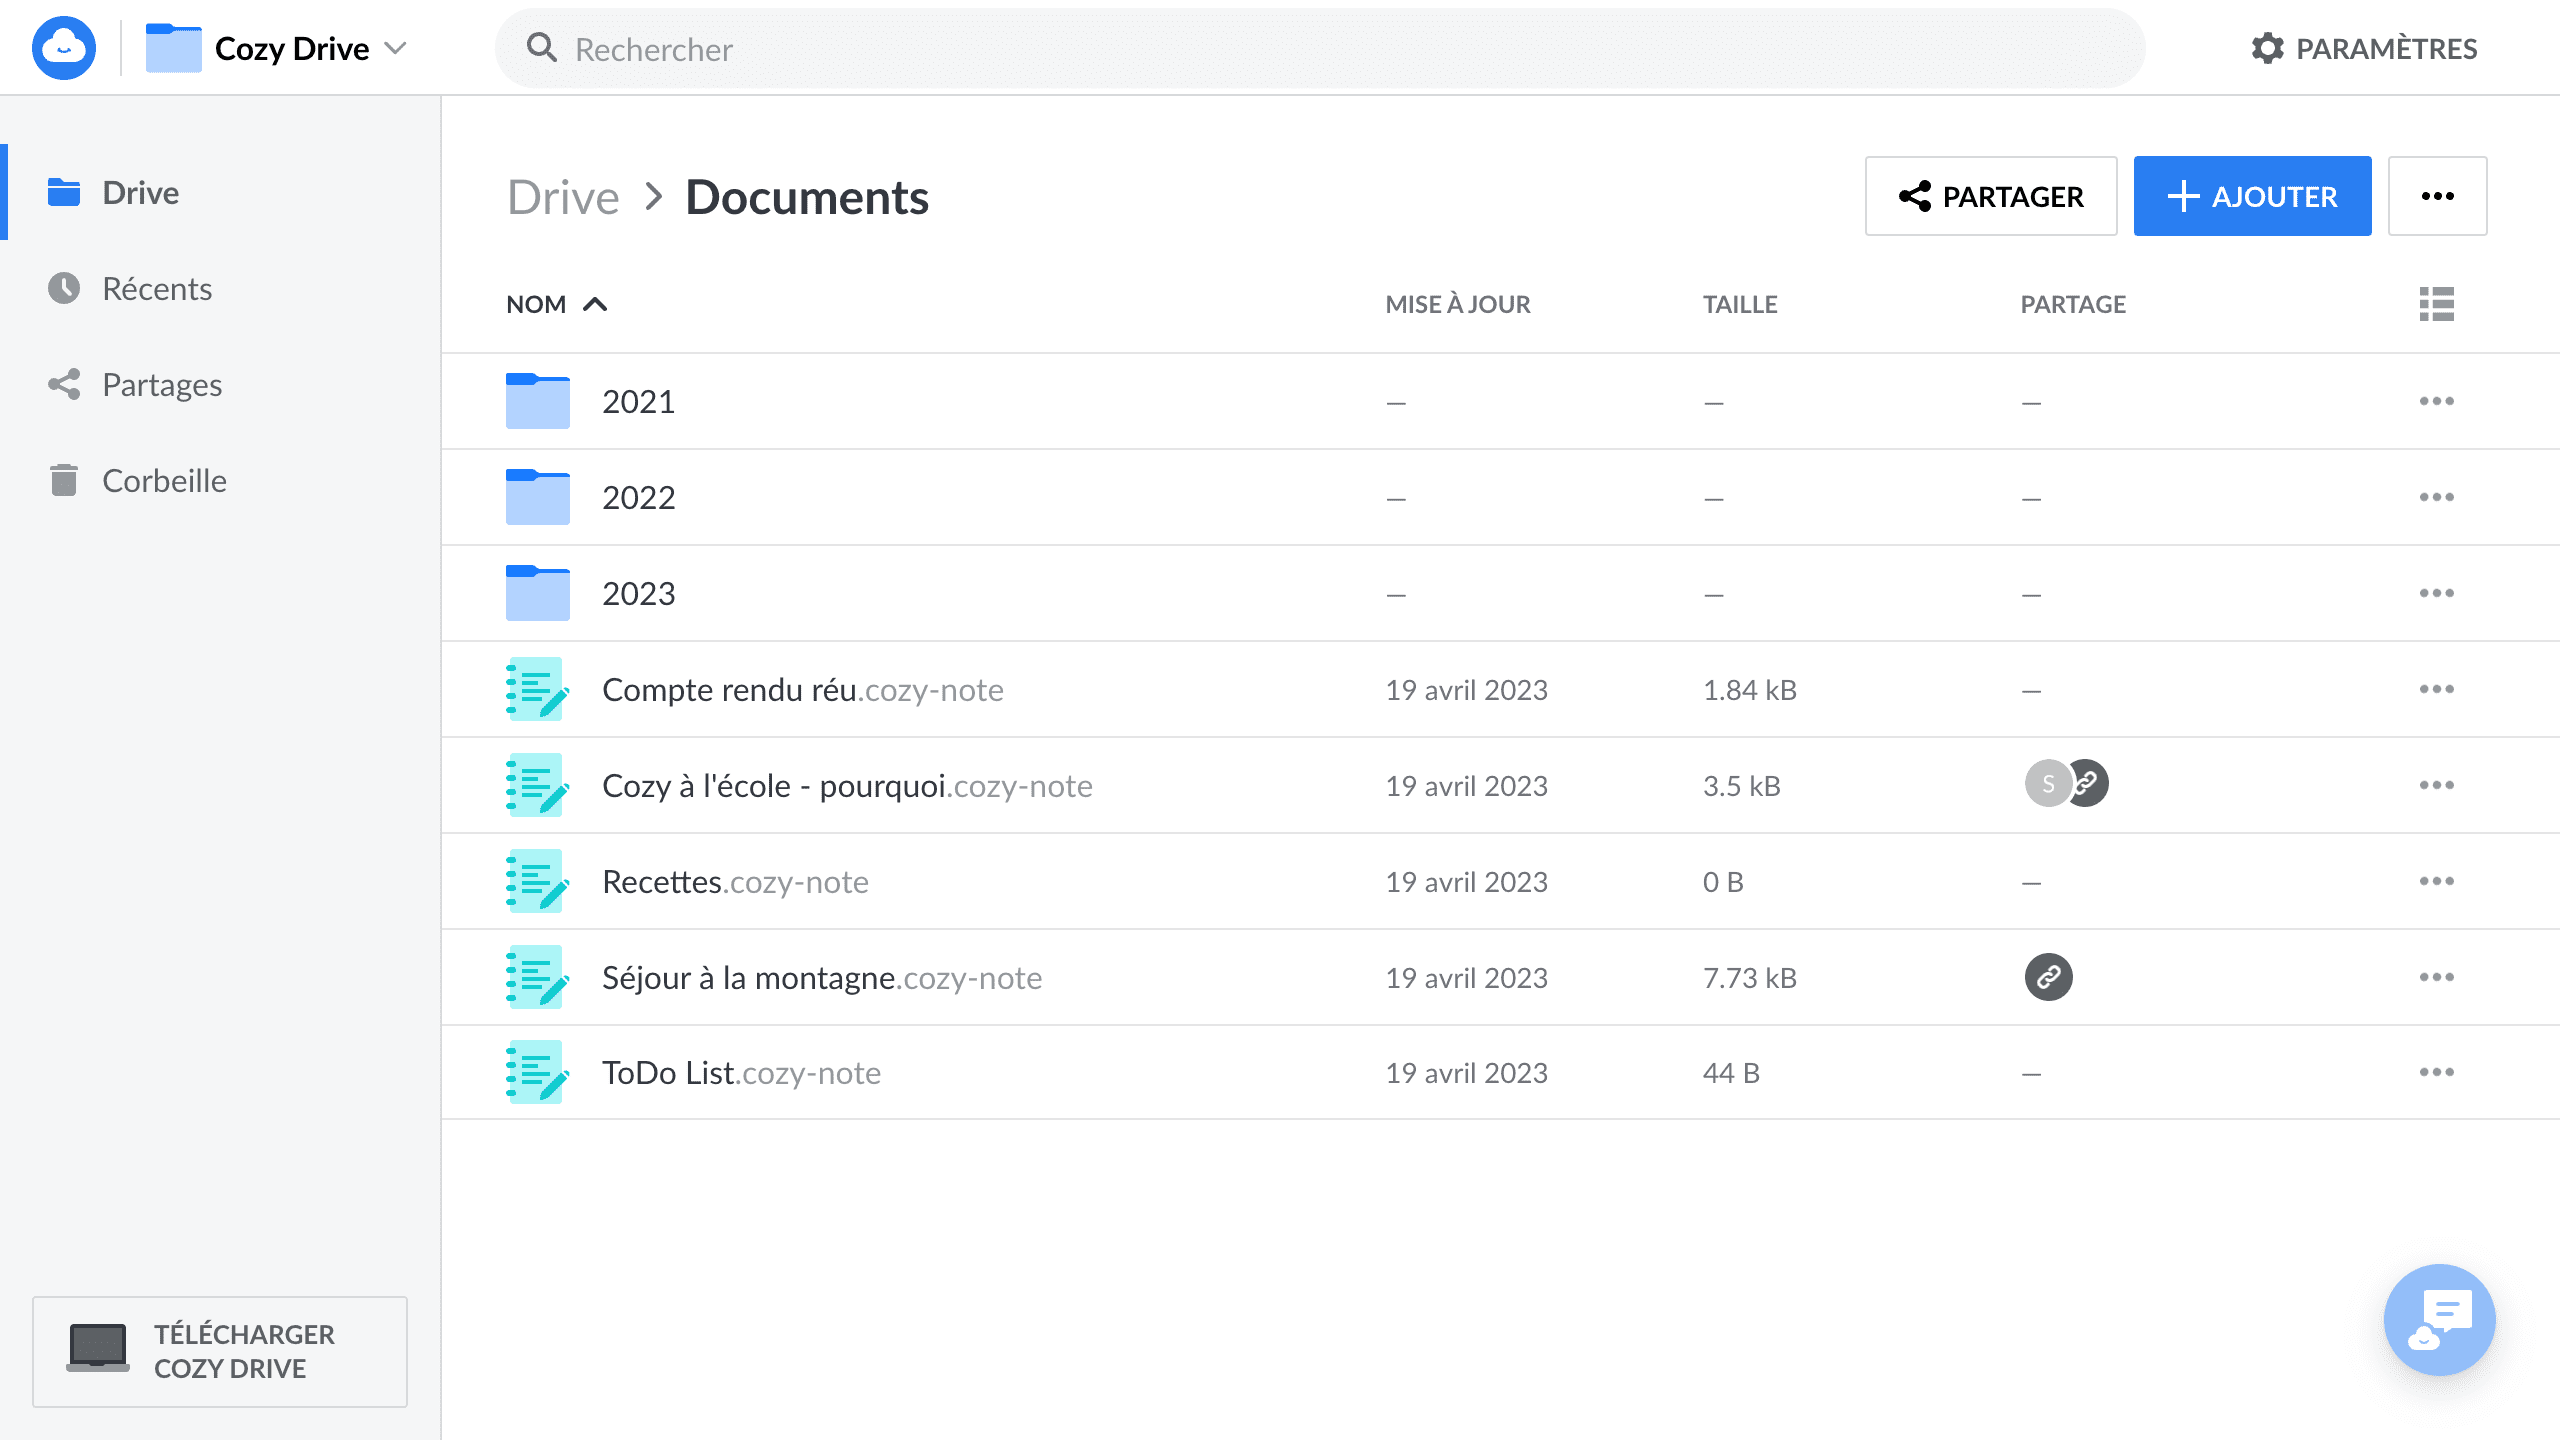 Cozy Drive
Rechercher
PARAMÈTRES
Drive
Récents
Partages
Corbeille
TÉLÉCHARGER
COZY DRIVE
Drive > Documents
PARTAGER
AJOUTER
NOM MISE À JOUR TAILLE PARTAGE
2021 — — —
2022 — — —
2023 — — —
Compte rendu réu.cozy-note 19 avril 2023 1.84 kB —
Cozy à l'école - pourquoi.cozy-note 19 avril 2023 3.5 kB S
Recettes.cozy-note 19 avril 2023 0 B —
Séjour à la montagne.cozy-note 19 avril 2023 7.73 kB
ToDo List.cozy-note 19 avril 2023 44 B —